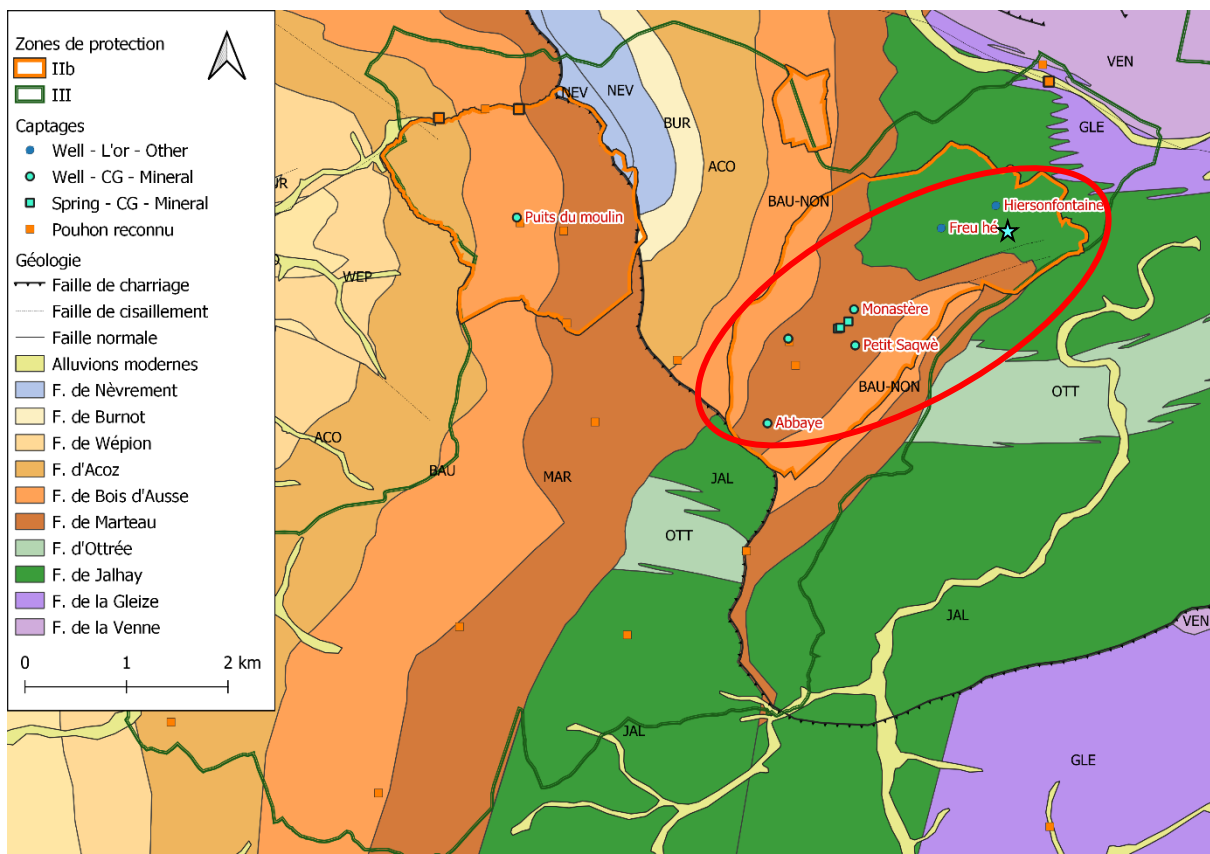 Zones de protection
IIb
III
Captages
Well - L'or - Other
Well - CG - Mineral
Spring - CG - Mineral
Pouhon reconnu
Géologie
Faille de charriage
Faille de cisaillement
Faille normale
Alluvions modernes
F. de Nèvrement
F. de Burnot
F. de Wépion
F. d'Acoz
F. de Bois d'Ausse
F. de Marteau
F. d'Ottrée
F. de Jalhay
F. de la Gleize
F. de la Venne
0 1 2 km
VEN
NEV
NEV
BUR
GLE
ACO
BAU-NON
Hiersonfontaine
Puits du moulin
Freu hé
WEP
Monastère
Petit Saqwè
BAU-NON
OTT
Abbaye
ACO
BAU
MAR
JAL
OTT
JAL
VEN
JAL
GLE